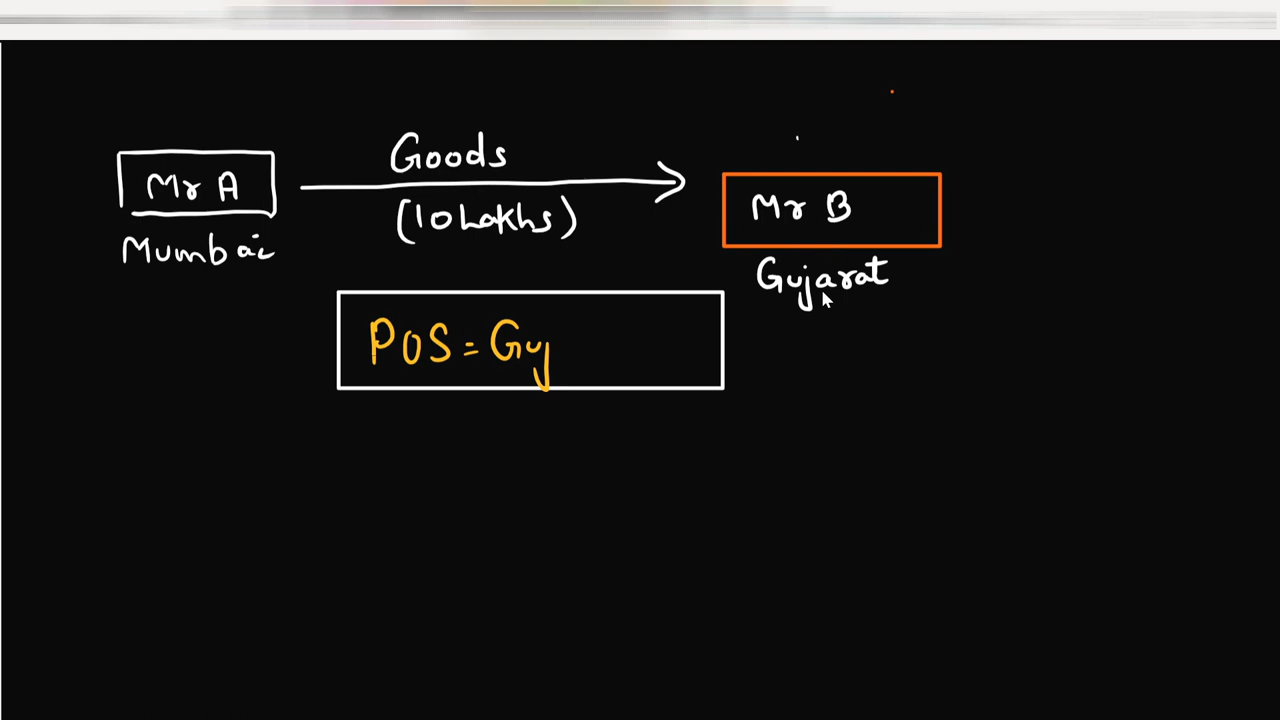 Goods
Mr A
Mr B
(10 Lakhs)
Mumbai
Gujarat
POS = Guj